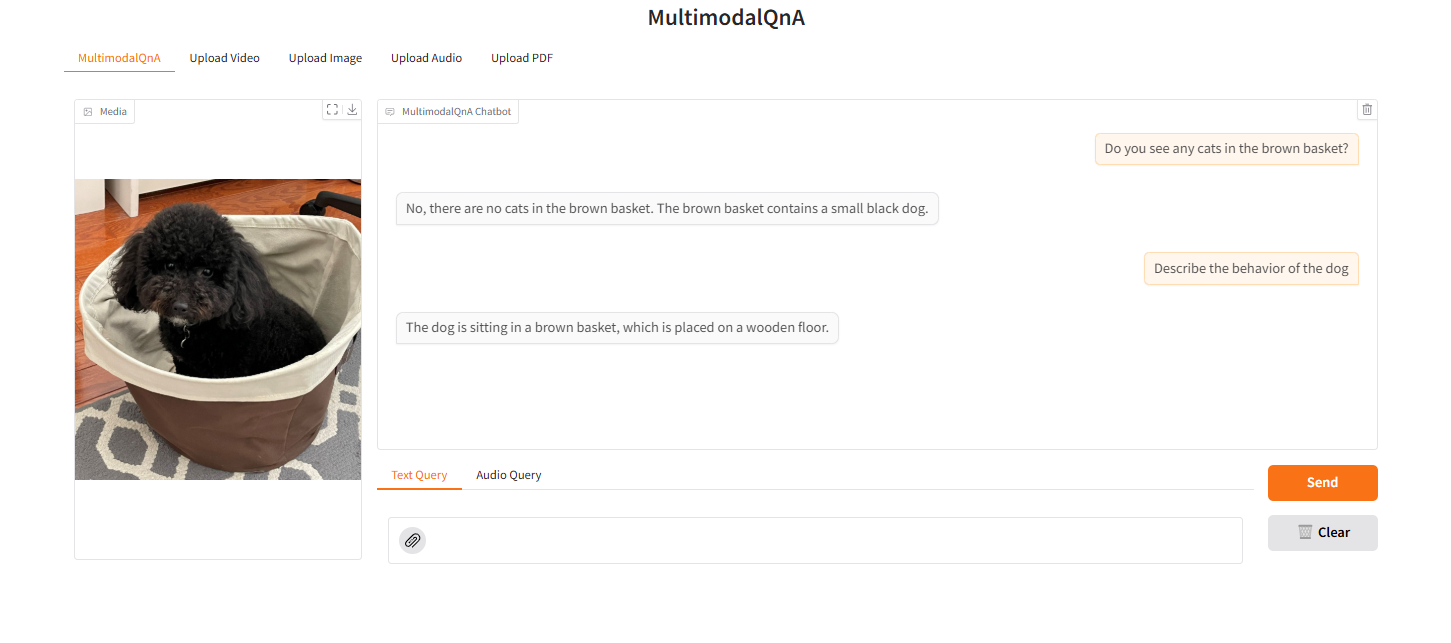 MultimodalQnA
MultimodalQnA Upload Video Upload Image Upload Audio Upload PDF
Media
MultimodalQnA Chatbot
Do you see any cats in the brown basket?
No, there are no cats in the brown basket. The brown basket contains a small black dog.
Describe the behavior of the dog
The dog is sitting in a brown basket, which is placed on a wooden floor.
Text Query Audio Query
Send
Clear